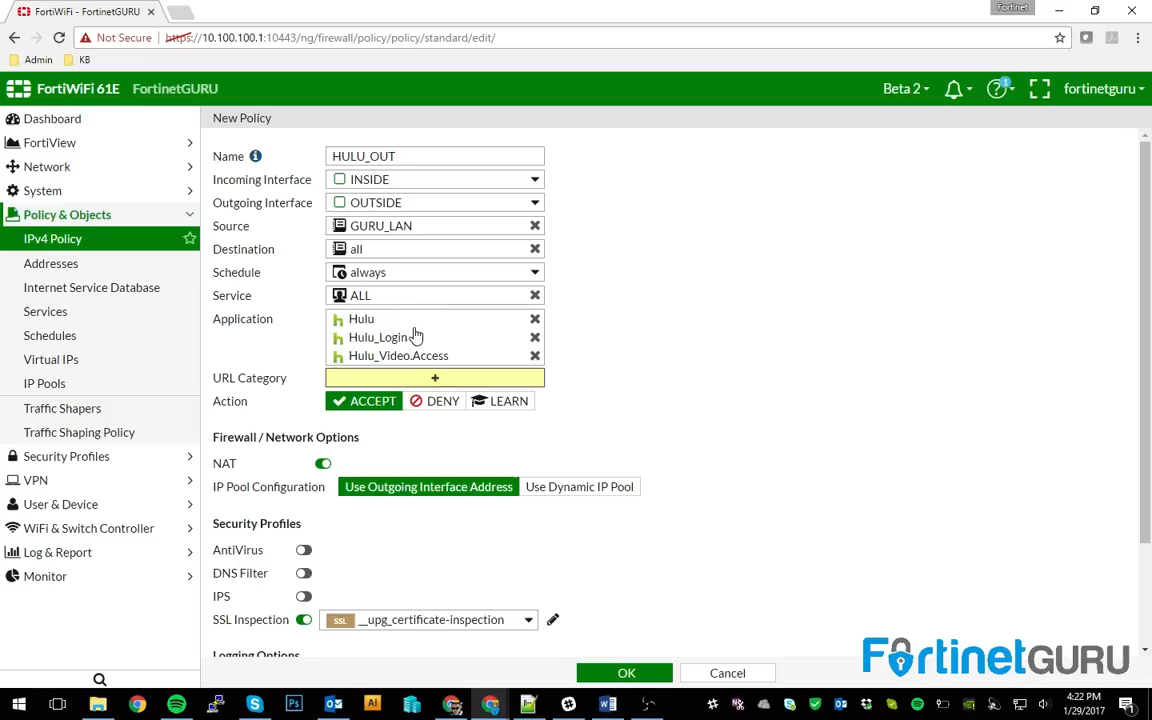 FortiWiFi - FortinetGURU
Fortinet
Not Secure https://10.100.100.1:10443/ng/firewall/policy/policy/standard/edit/
Admin KB
FortiWiFi 61E FortinetGURU Beta 2 1 fortinetguru
Dashboard
FortiView
Network
System
Policy & Objects
IPv4 Policy
Addresses
Internet Service Database
Services
Schedules
Virtual IPs
IP Pools
Traffic Shapers
Traffic Shaping Policy
Security Profiles
VPN
User & Device
WiFi & Switch Controller
Log & Report
Monitor
New Policy
Name HULU_OUT
Incoming Interface INSIDE
Outgoing Interface OUTSIDE
Source GURU_LAN
Destination all
Schedule always
Service ALL
Application Hulu
Hulu_Login
Hulu_Video.Access
URL Category +
Action ACCEPT DENY LEARN
Firewall / Network Options
NAT
IP Pool Configuration Use Outgoing Interface Address Use Dynamic IP Pool
Security Profiles
AntiVirus
DNS Filter
IPS
SSL Inspection SSL __upg_certificate-inspection
Logging Options
OK Cancel
FortinetGURU
4:22 PM
1/29/2017